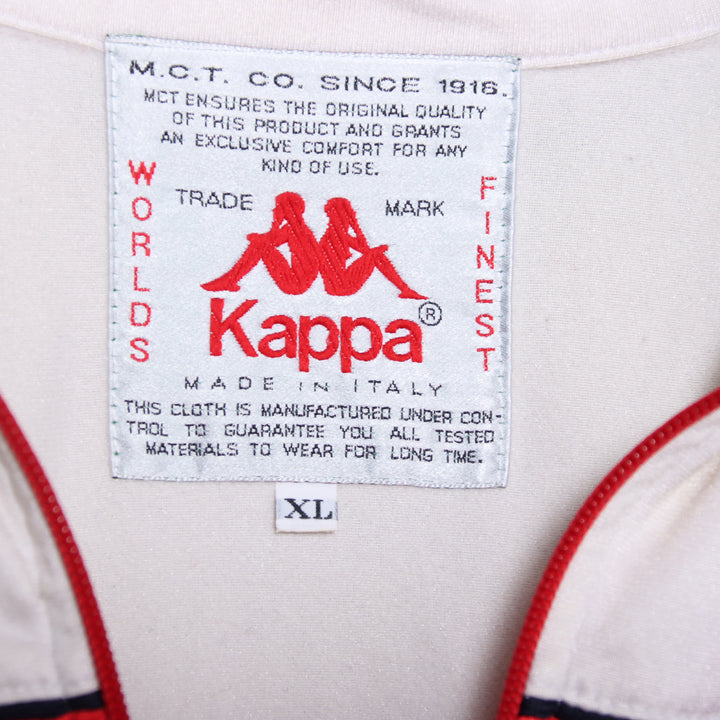 M.C.T. CO. SINCE 1916.
MCT ENSURES THE ORIGINAL QUALITY
OF THIS PRODUCT AND GRANTS
AN EXCLUSIVE COMFORT FOR ANY
KIND OF USE.
WORLDS
TRADE MARK
FINEST
Kappa®
MADE IN ITALY
THIS CLOTH IS MANUFACTURED UNDER CON-
TROL TO GUARANTEE YOU ALL TESTED
MATERIALS TO WEAR FOR LONG TIME.
XL